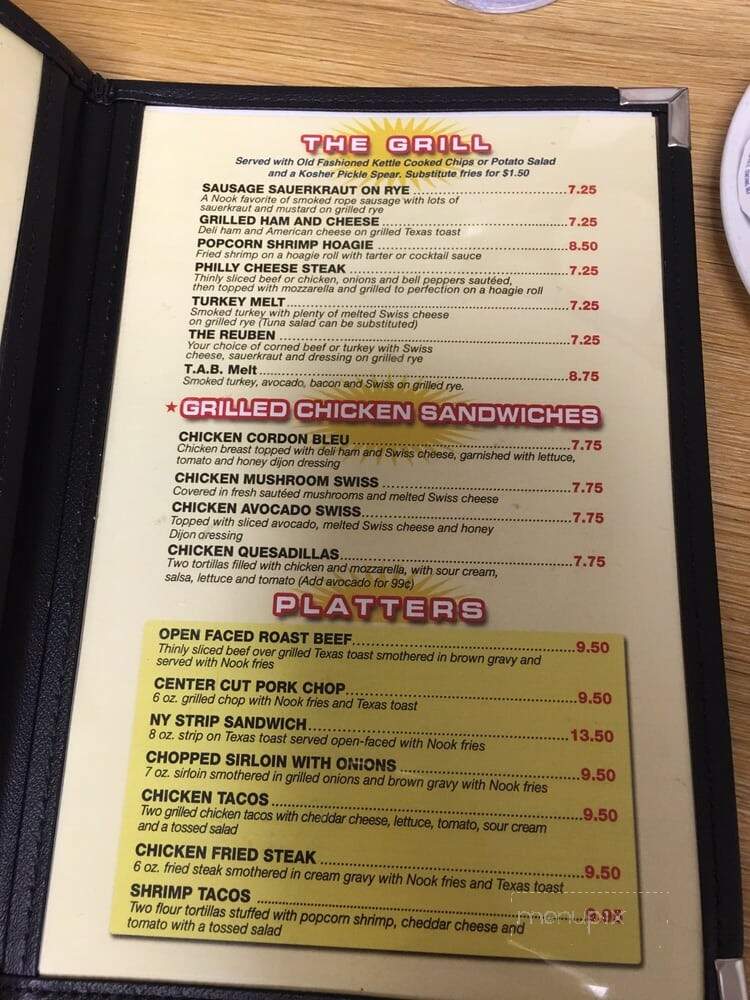 THE GRILL
Served with Old Fashioned Kettle Cooked Chips or Potato Salad
and a Kosher Pickle Spear. Substitute fries for $1.50
SAUSAGE SAUERKRAUT ON RYE 7.25
A Nook favorite of smoked rope sausage with lots of
sauerkraut and mustard on grilled rye
GRILLED HAM AND CHEESE 7.25
Deli ham and American cheese on grilled Texas toast
POPCORN SHRIMP HOAGIE 8.50
Fried shrimp on a hoagie roll with tarter or cocktail sauce
PHILLY CHEESE STEAK 7.25
Thinly sliced beef or chicken, onions and bell peppers sautéed,
then topped with mozzarella and grilled to perfection on a hoagie roll
TURKEY MELT 7.25
Smoked turkey with plenty of melted Swiss cheese
on grilled rye (Tuna salad can be substituted)
THE REUBEN 7.25
Your choice of corned beef or turkey with Swiss
cheese, sauerkraut and dressing on grilled rye
T.A.B. Melt 8.75
Smoked turkey, avocado, bacon and Swiss on grilled rye.
★GRILLED CHICKEN SANDWICHES
CHICKEN CORDON BLEU 7.75
Chicken breast topped with deli ham and Swiss cheese, garnished with lettuce,
tomato and honey dijon dressing
CHICKEN MUSHROOM SWISS 7.75
Covered in fresh sautéed mushrooms and melted Swiss cheese
CHICKEN AVOCADO SWISS 7.75
Topped with sliced avocado, melted Swiss cheese and honey
Dijon dressing
CHICKEN QUESADILLAS 7.75
Two tortillas filled with chicken and mozzarella, with sour cream,
salsa, lettuce and tomato (Add avocado for 99¢)
PLATTERS
OPEN FACED ROAST BEEF 9.50
Thinly sliced beef over grilled Texas toast smothered in brown gravy and
served with Nook fries
CENTER CUT PORK CHOP 9.50
6 oz. grilled chop with Nook fries and Texas toast
NY STRIP SANDWICH 13.50
8 oz. strip on Texas toast served open-faced with Nook fries
CHOPPED SIRLOIN WITH ONIONS 9.50
7 oz. sirloin smothered in grilled onions and brown gravy with Nook fries
CHICKEN TACOS 9.50
Two grilled chicken tacos with cheddar cheese, lettuce, tomato, sour cream
and a tossed salad
CHICKEN FRIED STEAK 9.50
6 oz. fried steak smothered in cream gravy with Nook fries and Texas toast
SHRIMP TACOS
Two flour tortillas stuffed with popcorn shrimp, cheddar cheese and
tomato with a tossed salad
menupix